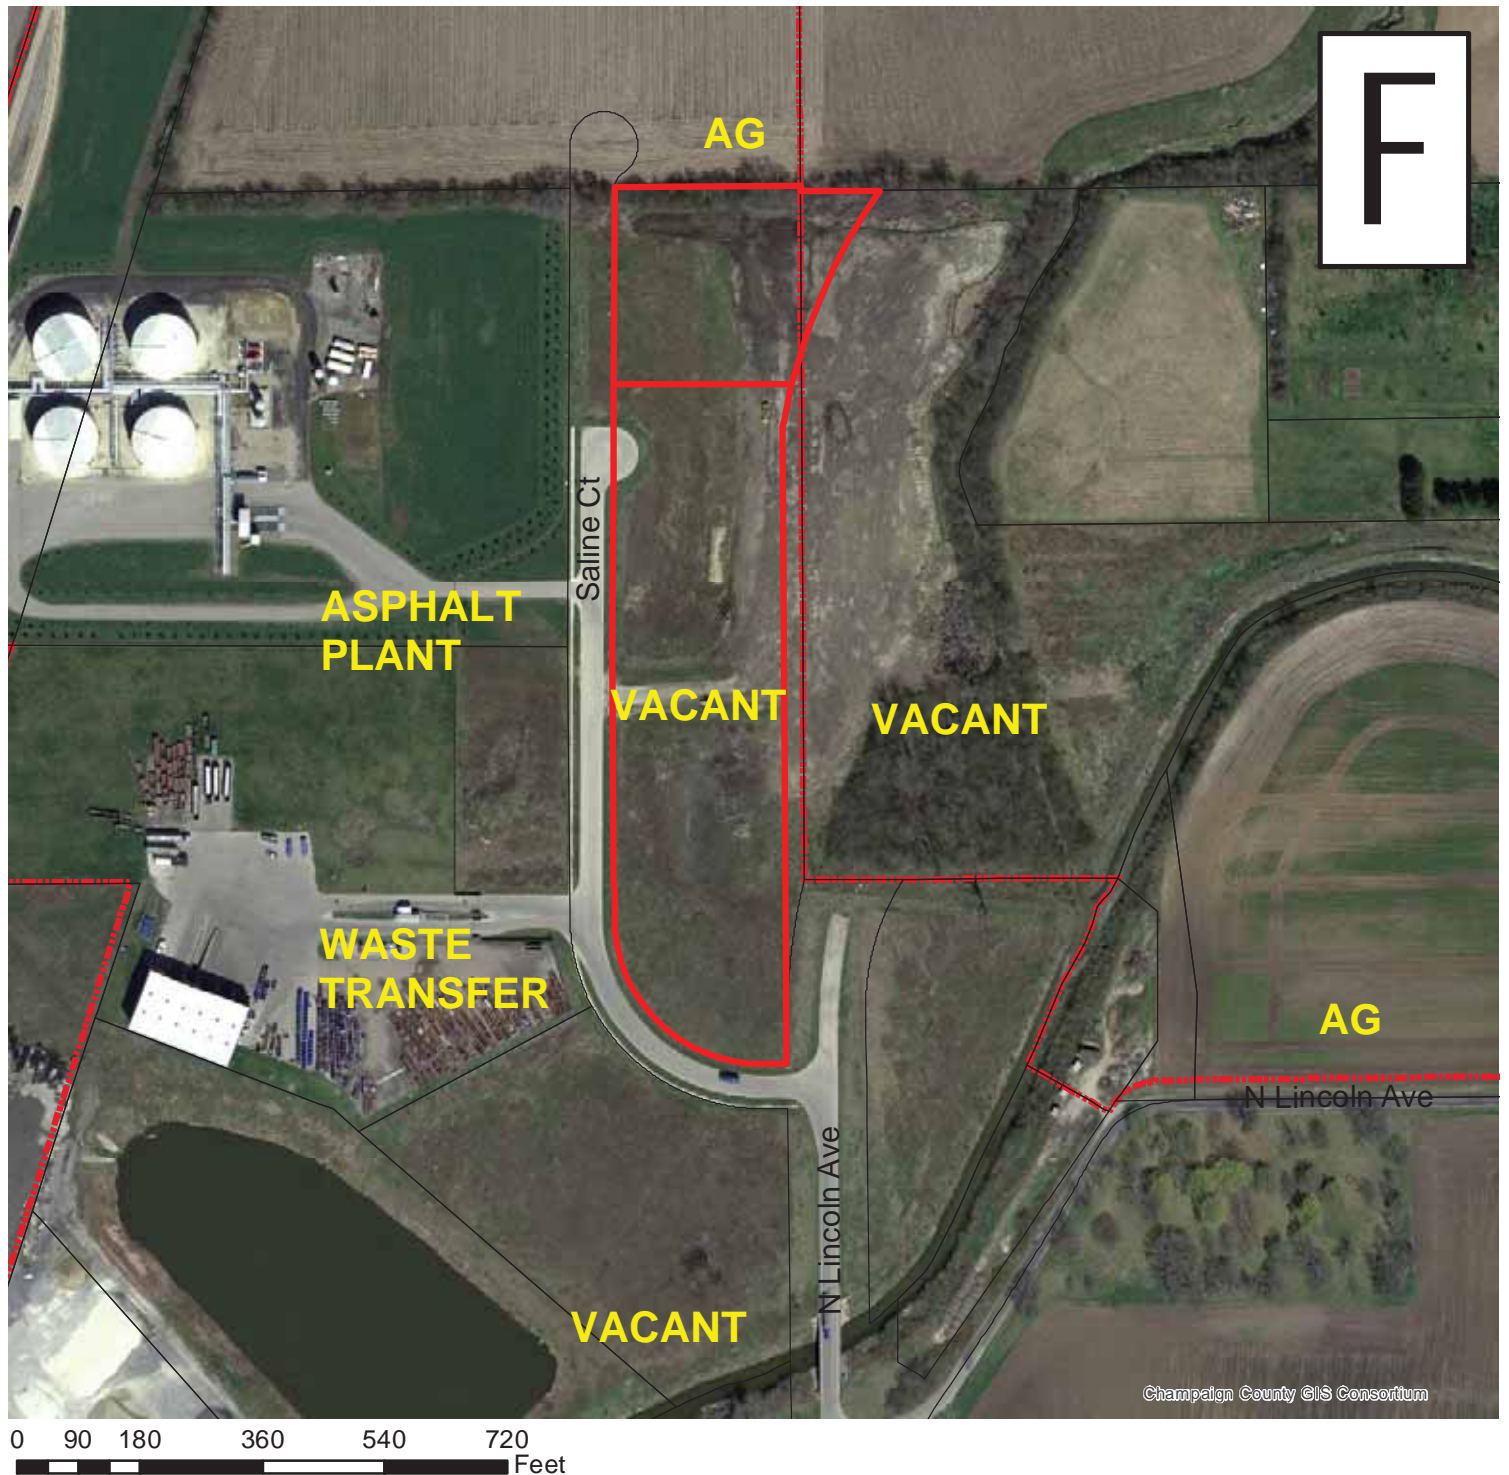 F
AG
Saline Ct
ASPHALT
PLANT
VACANT
VACANT
WASTE
TRANSFER
AG
N Lincoln Ave
N Lincoln Ave
VACANT
Champaign County GIS Consortium
0 90 180 360 540 720
Feet